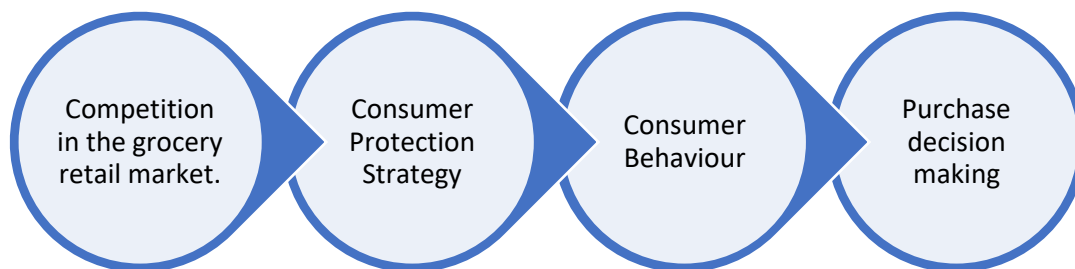 Competition
in the grocery
retail market.
Consumer
Protection
Strategy
Consumer
Behaviour
Purchase
decision
making